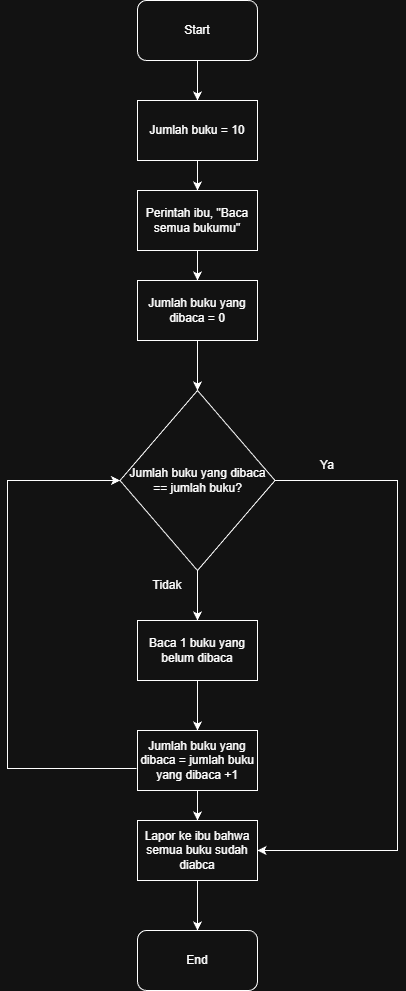 Start
Jumlah buku = 10
Perintah ibu, "Baca
semua bukumu"
Jumlah buku yang
dibaca = 0
Jumlah buku yang dibaca
== jumlah buku?
Ya
Tidak
Baca 1 buku yang
belum dibaca
Jumlah buku yang
dibaca = jumlah buku
yang dibaca +1
Lapor ke ibu bahwa
semua buku sudah
diabca
End